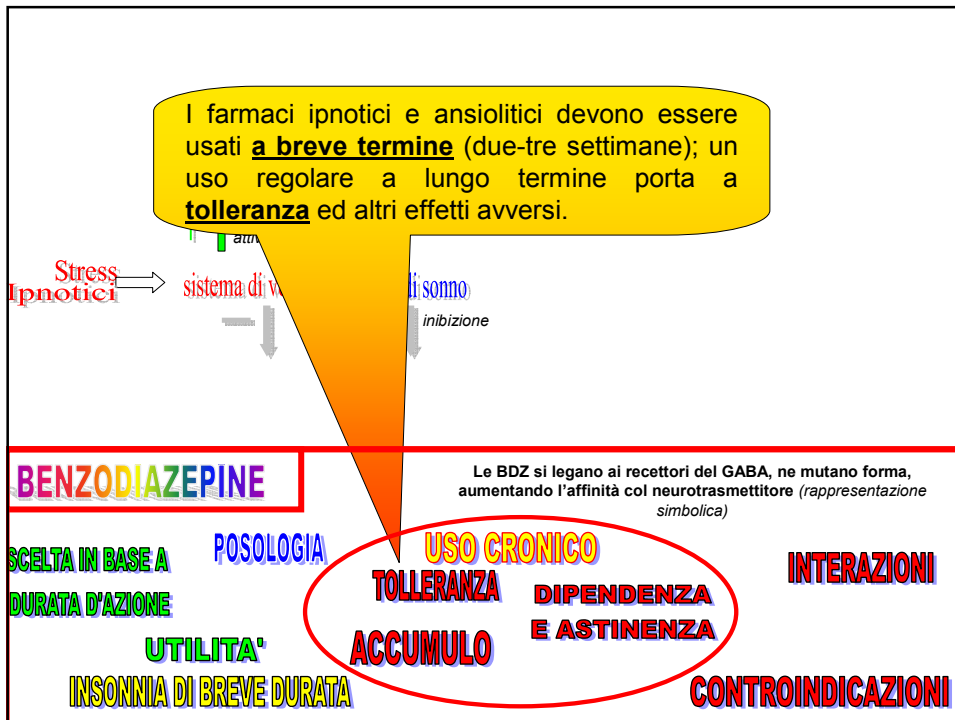 I farmaci ipnotici e ansiolitici devono essere
usati a breve termine (due-tre settimane); un
uso regolare a lungo termine porta a
tolleranza ed altri effetti avversi.
Stress
Ipnotici
sistema di
di sonno
inibizione
BENZODIAZEPINE
Le BDZ si legano ai recettori del GABA, ne mutano forma,
aumentando l'affinità col neurotrasmettitore (rappresentazione
simbolica)
SCELTA IN BASE A
DURATA D'AZIONE
POSOLOGIA
USO CRONICO
TOLLERANZA
DIPENDENZA
E ASTINENZA
ACCUMULO
INTERAZIONI
UTILITA'
INSONNIA DI BREVE DURATA
CONTROINDICAZIONI